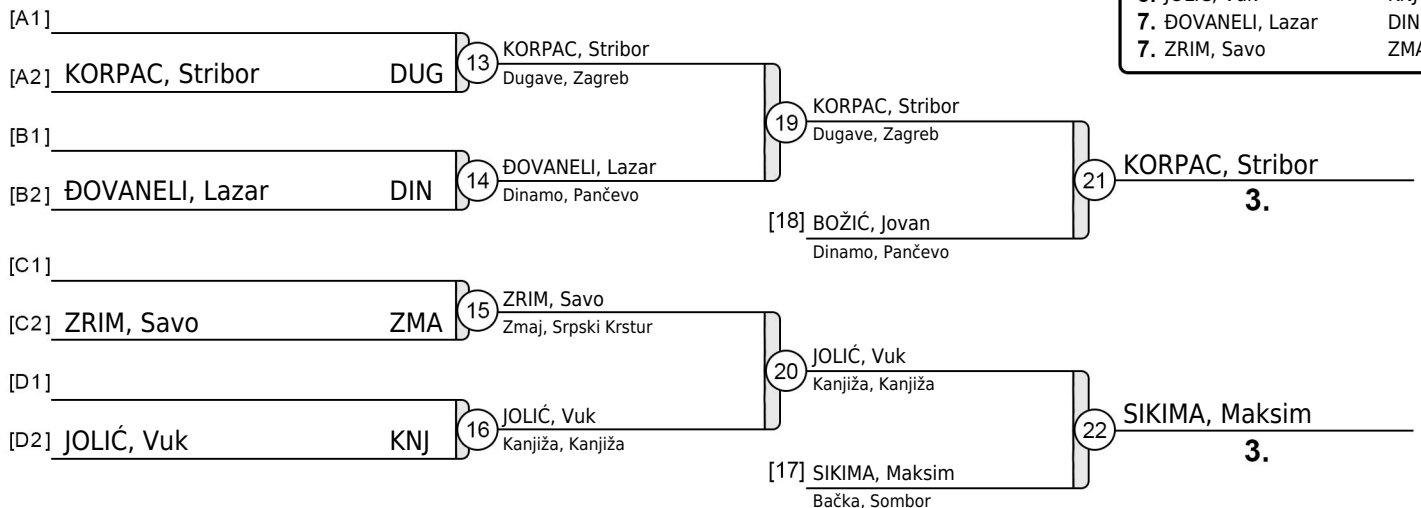 7. ĐOVANELI, Lazar DIN
7. ZRIM, Savo
[A1]
[A2] KORPAC, Stribor DUG
13
KORPAC, Stribor
Dugave, Zagreb
[B1]
[B2] ĐOVANELI, Lazar DIN
14
ĐOVANELI, Lazar
Dinamo, Pančevo
19
KORPAC, Stribor
Dugave, Zagreb
[18] BOŽIĆ, Jovan
Dinamo, Pančevo
21
KORPAC, Stribor
3.
[C1]
[C2] ZRIM, Savo ZMA
15
ZRIM, Savo
Zmaj, Srpski Krstur
[D1]
[D2] JOLIĆ, Vuk KNJ
16
JOLIĆ, Vuk
Kanjiža, Kanjiža
20
JOLIĆ, Vuk
Kanjiža, Kanjiža
[17] SIKIMA, Maksim
Bačka, Sombor
22
SIKIMA, Maksim
3.